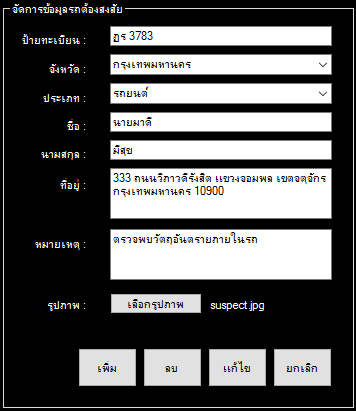 จัดการข้อมูลรถต้องสงสัย
ป้ายทะเบียน : ฎร 3783
จังหวัด : กรุงเทพมหานคร
ประเภท : รถยนต์
ชื่อ : นายมาดี
นามสกุล : มีสุข
ที่อยู่ : 333 ถนนวิภาวดีรังสิต แขวงจอมพล เขตจตุจักร
กรุงเทพมหานคร 10900
หมายเหตุ : ตรวจพบวัตถุอันตรายภายในรถ
รูปภาพ : เลือกรูปภาพ suspect.jpg
เพิ่ม ลบ แก้ไข ยกเลิก